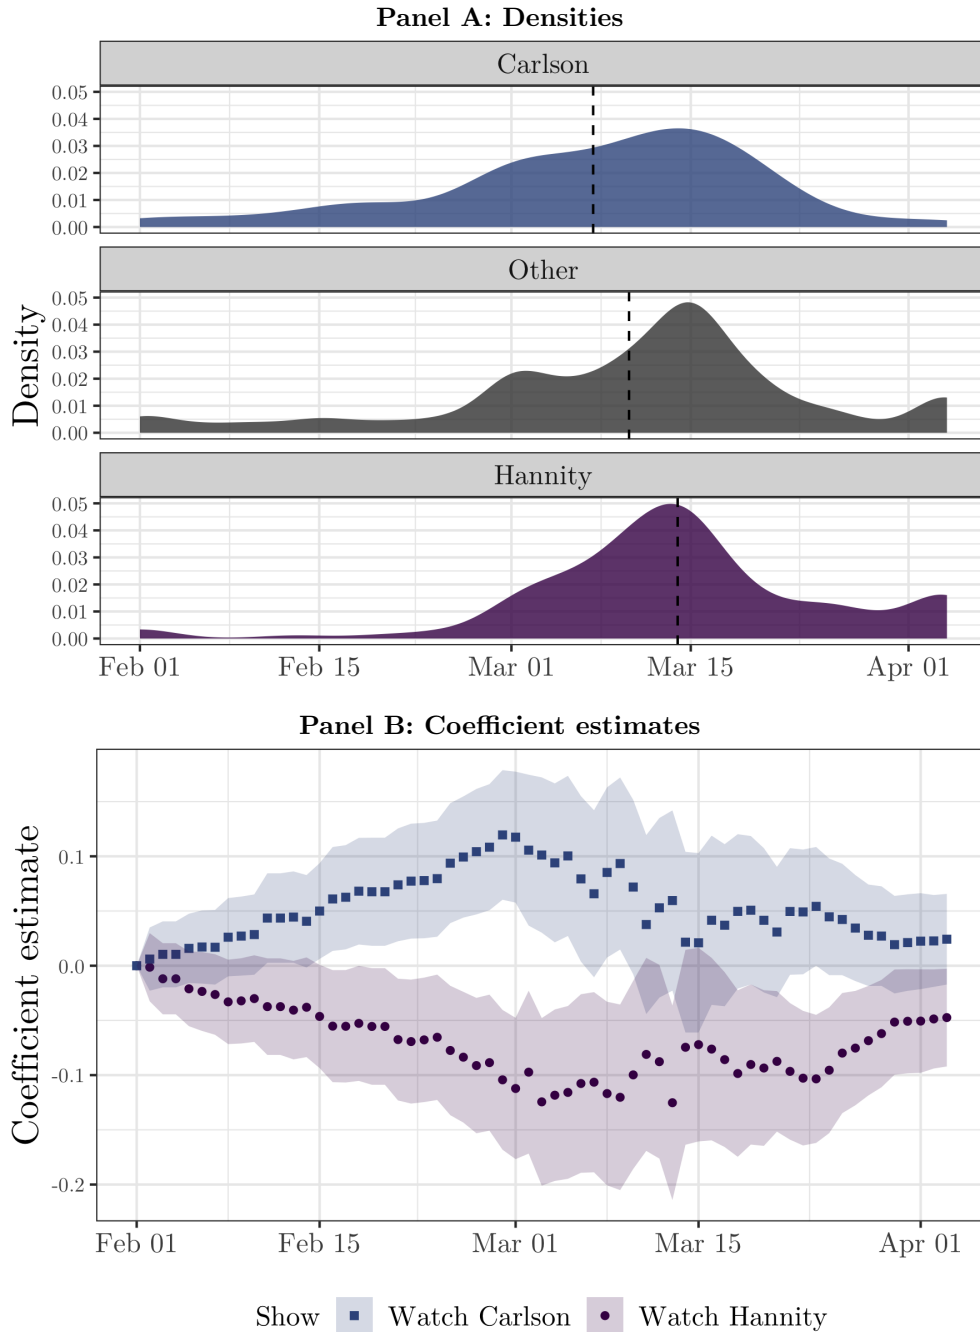 Panel A: Densities
Carlson
0.05
0.04
0.03
0.02
0.01
0.00
Other
0.05
0.04
0.03
0.02
0.01
0.00
Density
Hannity
0.05
0.04
0.03
0.02
0.01
0.00
Feb 01 Feb 15 Mar 01 Mar 15 Apr 01
Panel B: Coefficient estimates
0.1
0.0
-0.1
-0.2
Coefficient estimate
Feb 01 Feb 15 Mar 01 Mar 15 Apr 01
Show Watch Carlson Watch Hannity